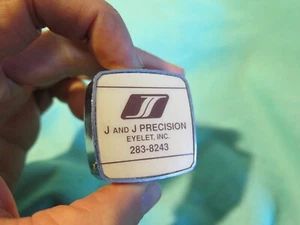 J AND J PRECISION
EYELET, INC.
283-8243